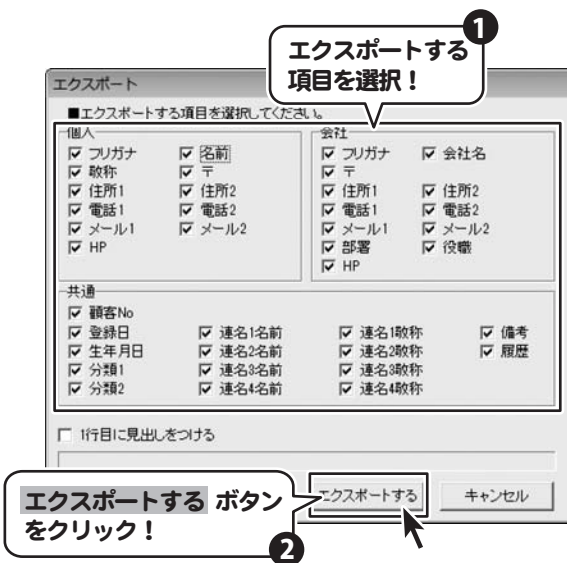 1
エクスポートする
項目を選択！
エクスポート
■エクスポートする項目を選択してください。
個人
フリガナ 名前
敬称 〒
住所1 住所2
電話1 電話2
メール1 メール2
HP
会社
フリガナ 会社名
〒
住所1 住所2
電話1 電話2
メール1 メール2
部署 役職
HP
共通
顧客No
登録日 連名1名前 連名1敬称 備考
生年月日 連名2名前 連名2敬称 履歴
分類1 連名3名前 連名3敬称
分類2 連名4名前 連名4敬称
1行目に見出しをつける
エクスポートする キャンセル
エクスポートする ボタン
をクリック！
2